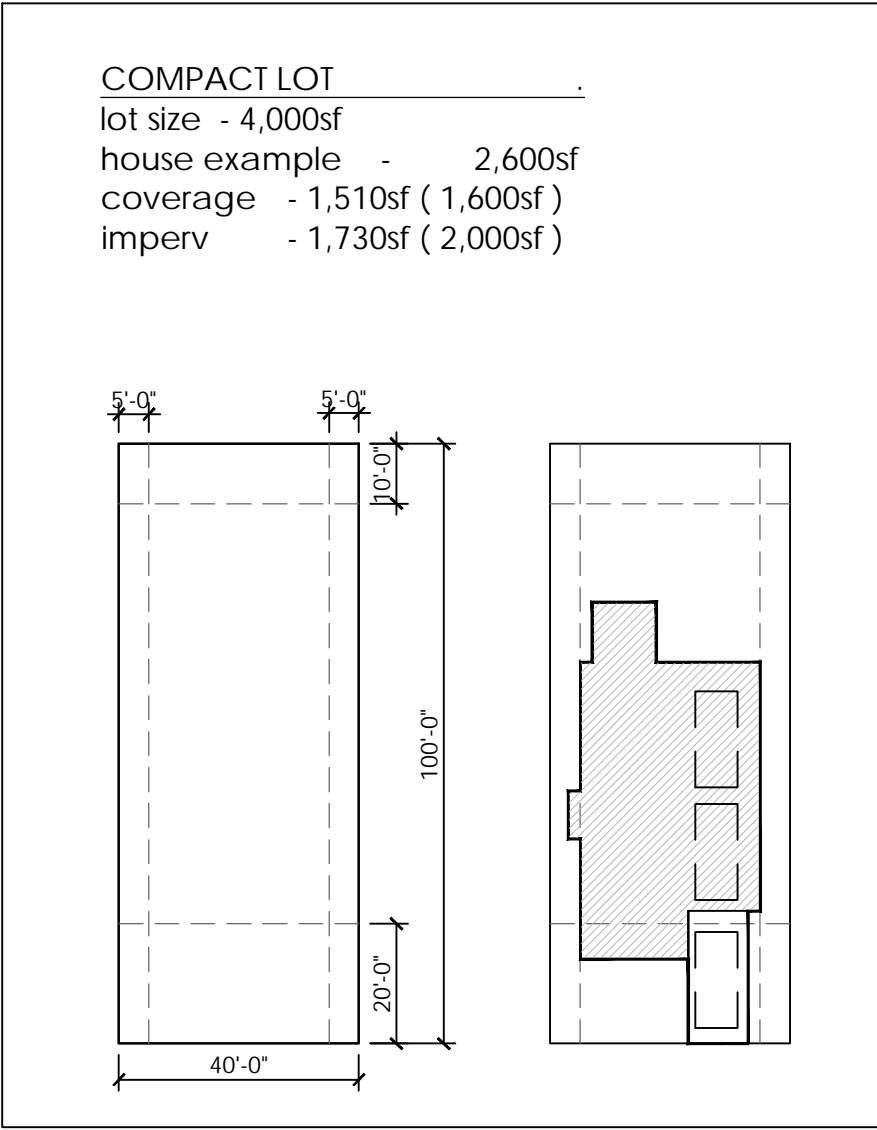 COMPACT LOT .
lot size - 4,000sf
house example - 2,600sf
coverage - 1,510sf ( 1,600sf )
imperv - 1,730sf ( 2,000sf )
5'-0" 5'-0"
10'-0"
100'-0"
20'-0"
40'-0"